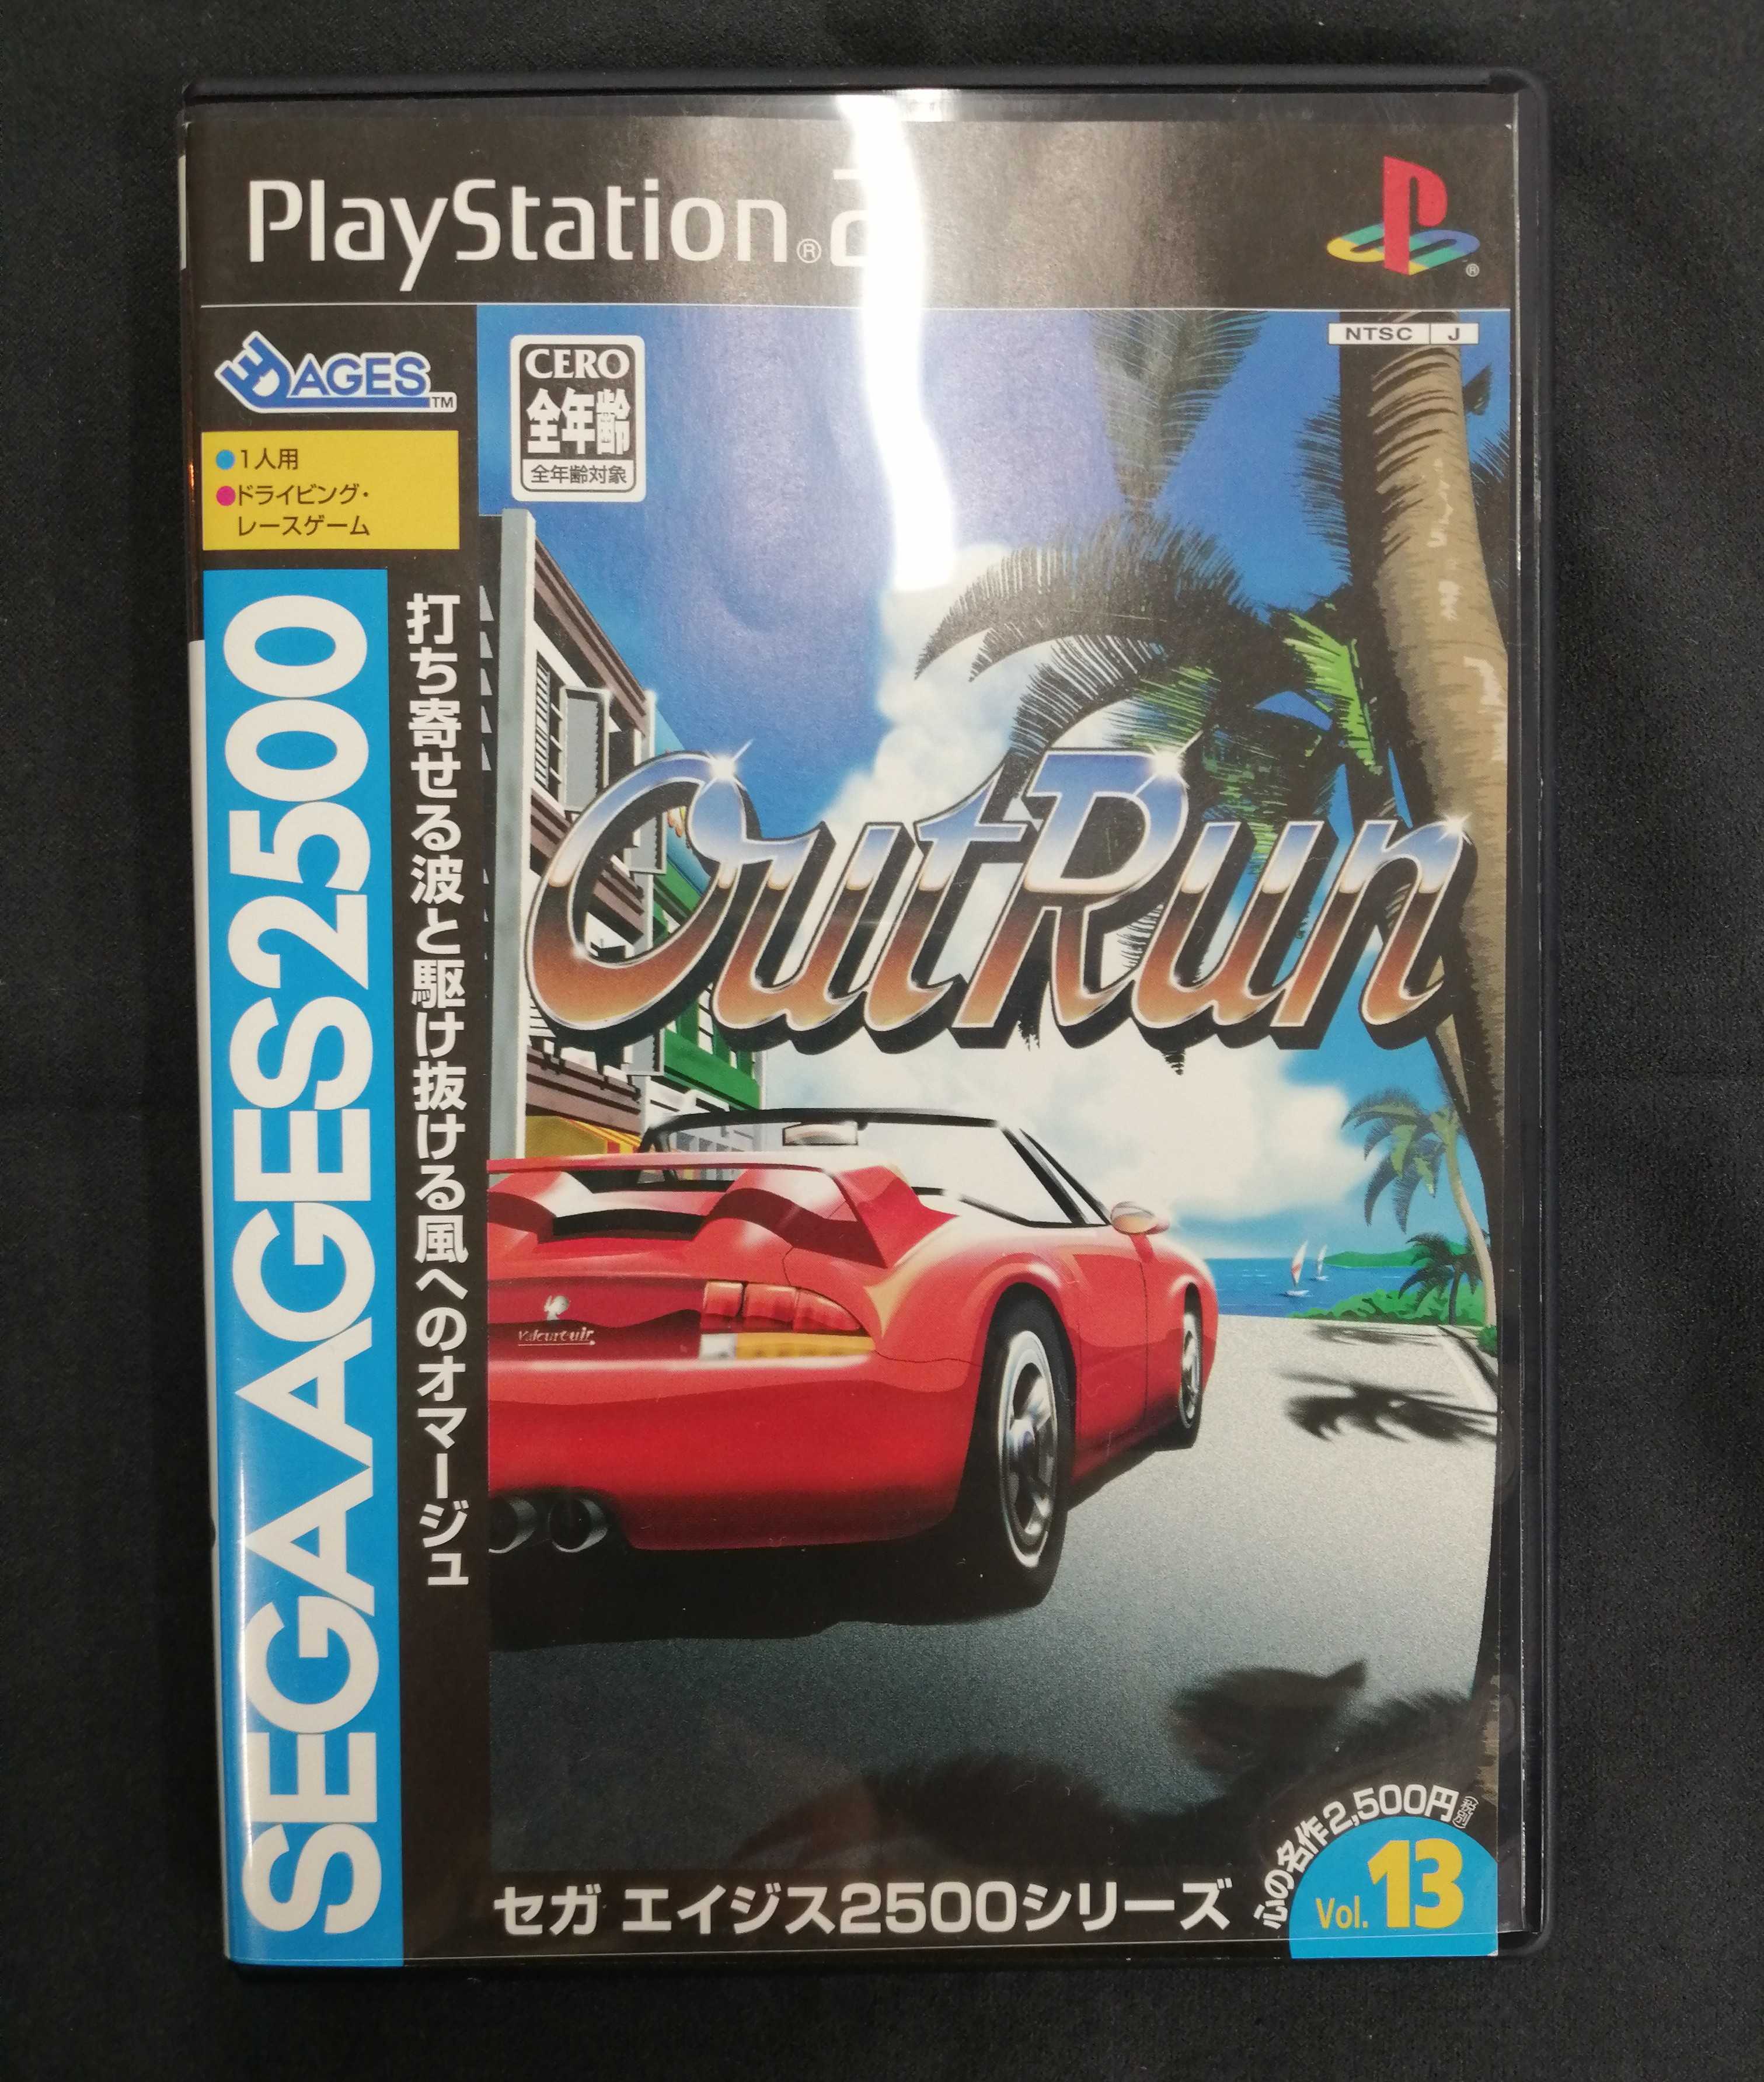 PlayStation®2
NTSC J
3D AGES™
CERO
全年齢
全年齢対象
●1人用
●ドライビング・
レースゲーム
SEGA AGES 2500
打ち寄せる波と駆け抜ける風へのオマージュ
OutRun
心の名作2,500円(税別)
Vol. 13
セガ エイジス2500シリーズ